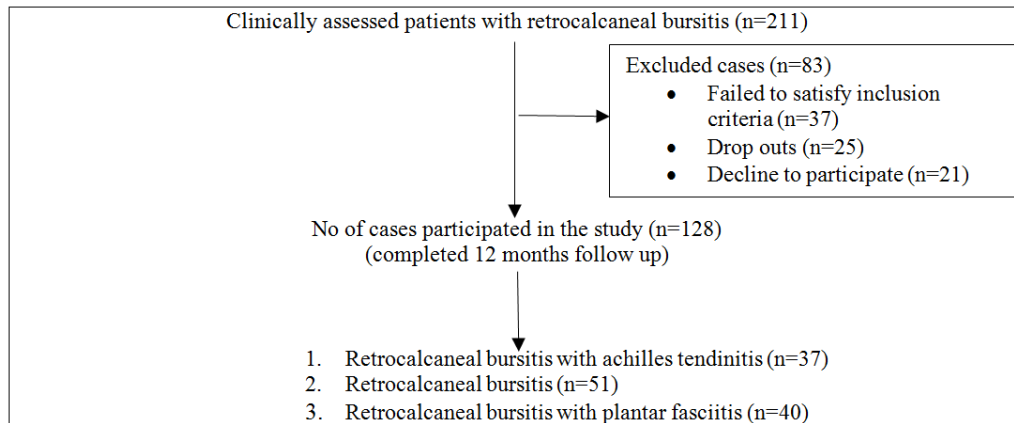 Clinically assessed patients with retrocalcaneal bursitis (n=211)
Excluded cases (n=83)
● Failed to satisfy inclusion
criteria (n=37)
● Drop outs (n=25)
● Decline to participate (n=21)
No of cases participated in the study (n=128)
(completed 12 months follow up)
1. Retrocalcaneal bursitis with achilles tendinitis (n=37)
2. Retrocalcaneal bursitis (n=51)
3. Retrocalcaneal bursitis with plantar fasciitis (n=40)